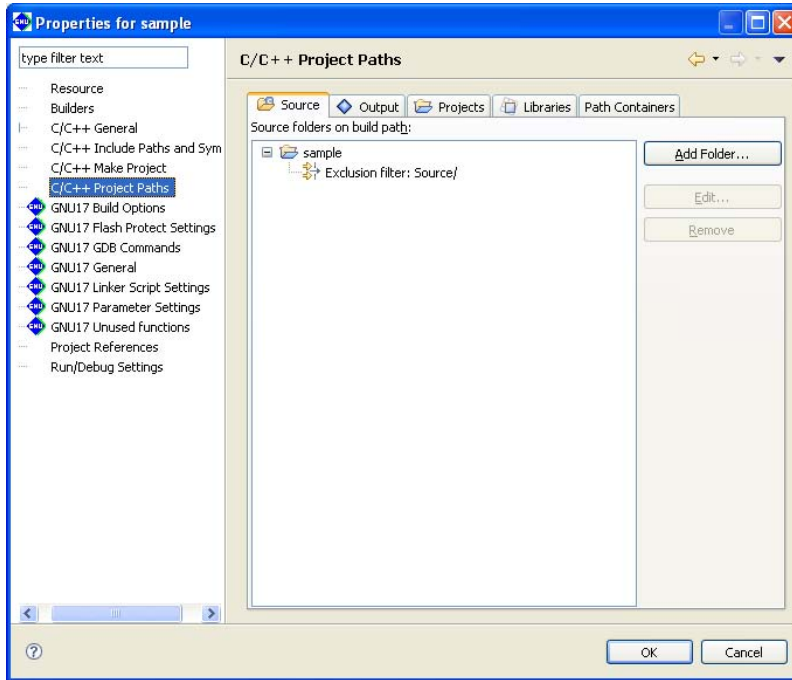 Properties for sample
type filter text
C/C++ Project Paths
Resource
Builders
C/C++ General
C/C++ Include Paths and Sym
C/C++ Make Project
C/C++ Project Paths
GNU17 Build Options
GNU17 Flash Protect Settings
GNU17 GDB Commands
GNU17 General
GNU17 Linker Script Settings
GNU17 Parameter Settings
GNU17 Unused functions
Project References
Run/Debug Settings
Source Output Projects Libraries Path Containers
Source folders on build path:
sample
Exclusion filter: Source/
Add Folder...
Edit...
Remove
OK Cancel